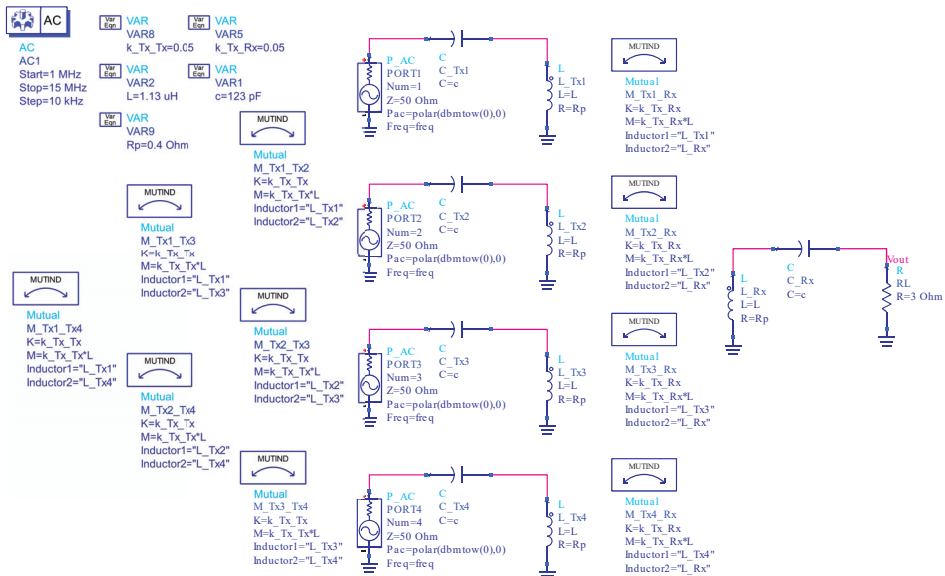 AC
AC
AC1
Start=1 MHz
Stop=15 MHz
Step=10 kHz
Var
Eqn
VAR
VAR8
k_Tx_Tx=0.05
Var
Eqn
VAR
VAR5
k_Tx_Rx=0.05
Var
Eqn
VAR
VAR2
L=1.13 uH
Var
Eqn
VAR
VAR1
c=123 pF
Var
Eqn
VAR
VAR9
Rp=0.4 Ohm
MUTIND
Mutual
M_Tx1_Tx2
K=k_Tx_Tx
M=k_Tx_Tx*L
Inductor1="L_Tx1"
Inductor2="L_Tx2"
MUTIND
Mutual
M_Tx1_Tx3
K=k_Tx_Tx
M=k_Tx_Tx*L
Inductor1="L_Tx1"
Inductor2="L_Tx3"
MUTIND
Mutual
M_Tx1_Tx4
K=k_Tx_Tx
M=k_Tx_Tx*L
Inductor1="L_Tx1"
Inductor2="L_Tx4"
MUTIND
Mutual
M_Tx2_Tx3
K=k_Tx_Tx
M=k_Tx_Tx*L
Inductor1="L_Tx2"
Inductor2="L_Tx3"
MUTIND
Mutual
M_Tx2_Tx4
K=k_Tx_Tx
M=k_Tx_Tx*L
Inductor1="L_Tx2"
Inductor2="L_Tx4"
MUTIND
Mutual
M_Tx3_Tx4
K=k_Tx_Tx
M=k_Tx_Tx*L
Inductor1="L_Tx3"
Inductor2="L_Tx4"
P_AC
PORT1
Num=1
Z=50 Ohm
Pac=polar(dbmtow(0),0)
Freq=freq
C
C_Tx1
C=c
L
L_Tx1
L=L
R=Rp
MUTIND
Mutual
M_Tx1_Rx
K=k_Tx_Rx
M=k_Tx_Rx*L
Inductor1="L_Tx1"
Inductor2="L_Rx"
P_AC
PORT2
Num=2
Z=50 Ohm
Pac=polar(dbmtow(0),0)
Freq=freq
C
C_Tx2
C=c
L
L_Tx2
L=L
R=Rp
MUTIND
Mutual
M_Tx2_Rx
K=k_Tx_Rx
M=k_Tx_Rx*L
Inductor1="L_Tx2"
Inductor2="L_Rx"
P_AC
PORT3
Num=3
Z=50 Ohm
Pac=polar(dbmtow(0),0)
Freq=freq
C
C_Tx3
C=c
L
L_Tx3
L=L
R=Rp
MUTIND
Mutual
M_Tx3_Rx
K=k_Tx_Rx
M=k_Tx_Rx*L
Inductor1="L_Tx3"
Inductor2="L_Rx"
P_AC
PORT4
Num=4
Z=50 Ohm
Pac=polar(dbmtow(0),0)
Freq=freq
C
C_Tx4
C=c
L
L_Tx4
L=L
R=Rp
MUTIND
Mutual
M_Tx4_Rx
K=k_Tx_Rx
M=k_Tx_Rx*L
Inductor1="L_Tx4"
Inductor2="L_Rx"
L
L_Rx
L=L
R=Rp
C
C_Rx
C=c
Vout
R
RL
R=3 Ohm